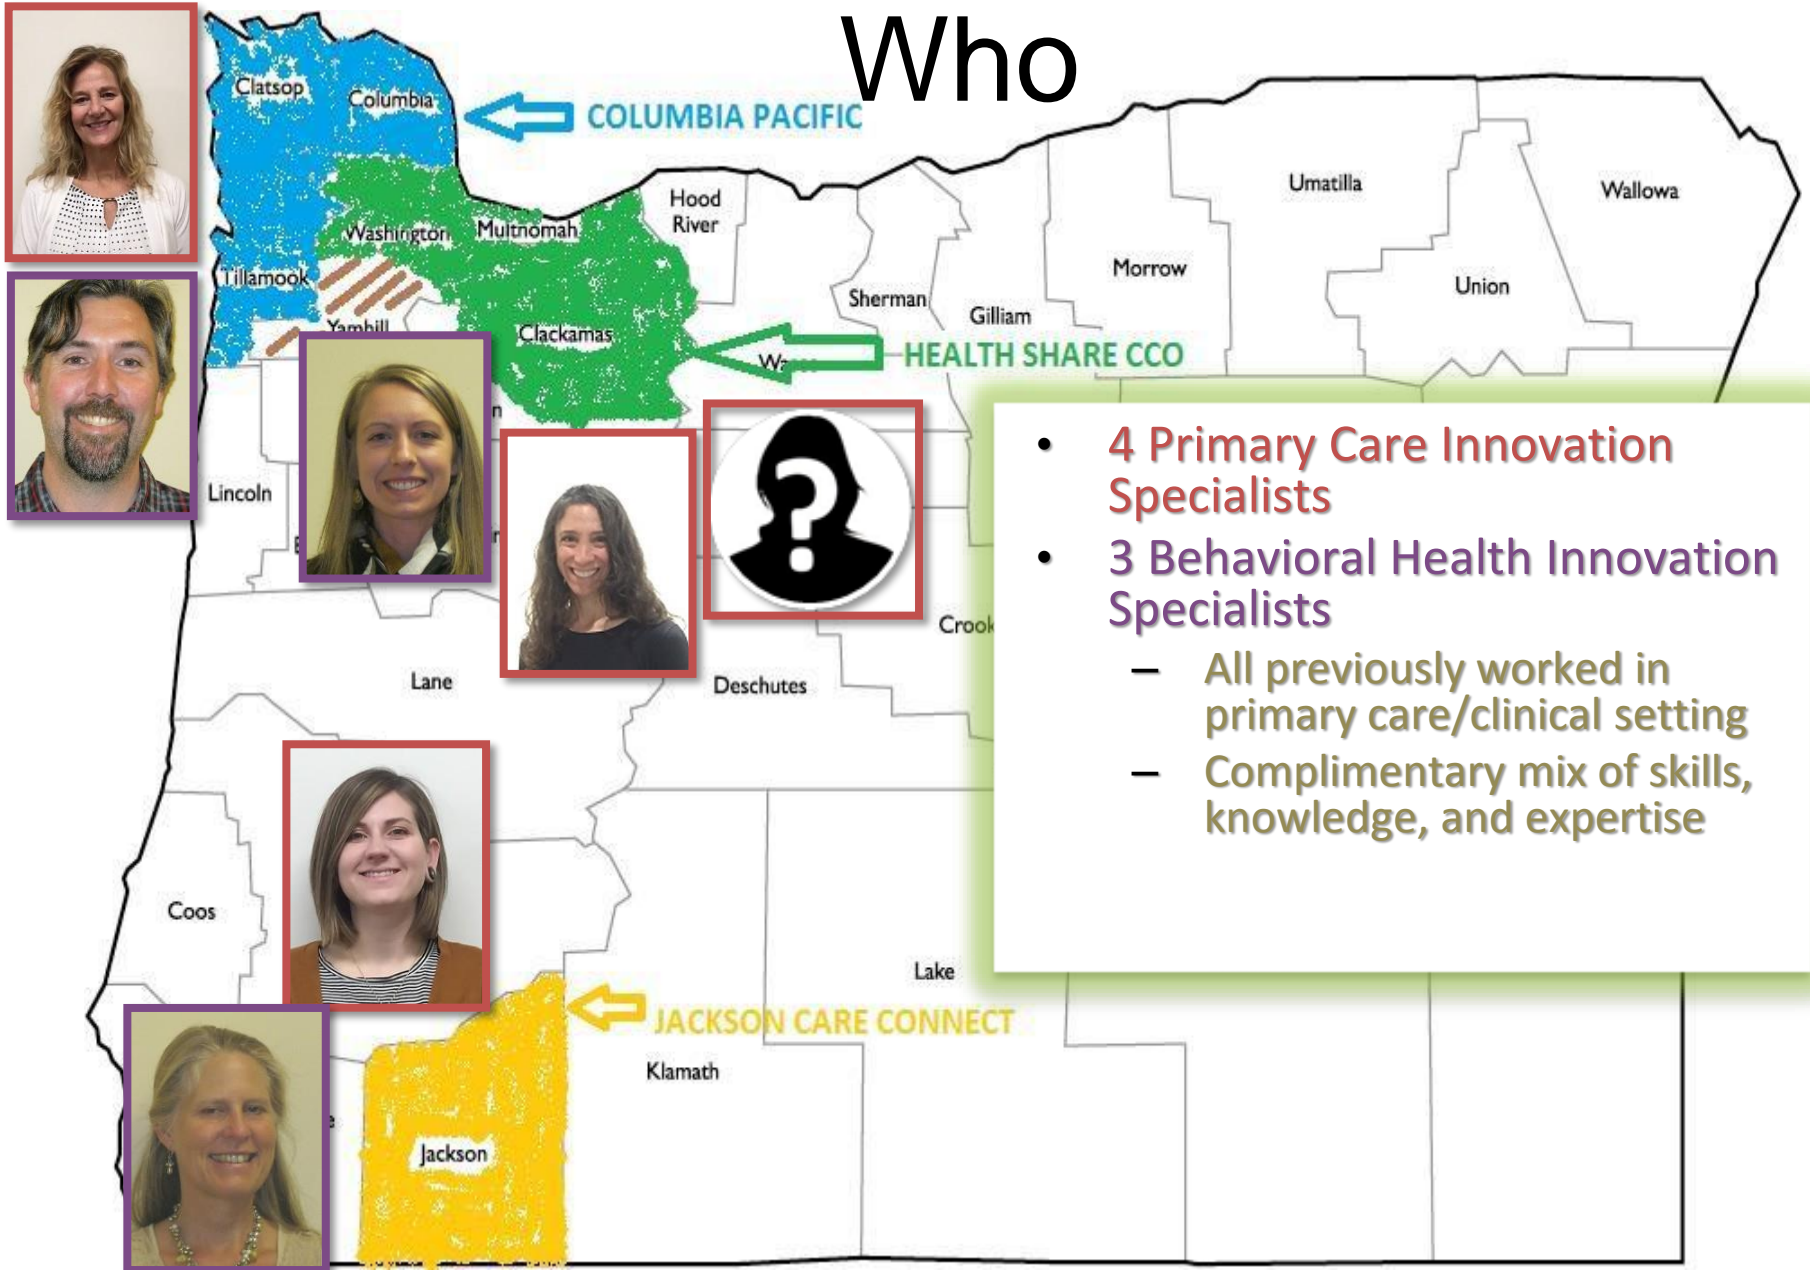 Who
Clatsop
Columbia
COLUMBIA PACIFIC
Hood
River
Umatilla
Wallowa
Washington
Multnomah
Tillamook
Morrow
Union
Sherman
Gilliam
Yamhill
Clackamas
HEALTH SHARE CCO
Lincoln
?
• 4 Primary Care Innovation
Specialists
• 3 Behavioral Health Innovation
Specialists
– All previously worked in
primary care/clinical setting
– Complimentary mix of skills,
knowledge, and expertise
Crook
Lane
Deschutes
Coos
Lake
JACKSON CARE CONNECT
Klamath
Jackson